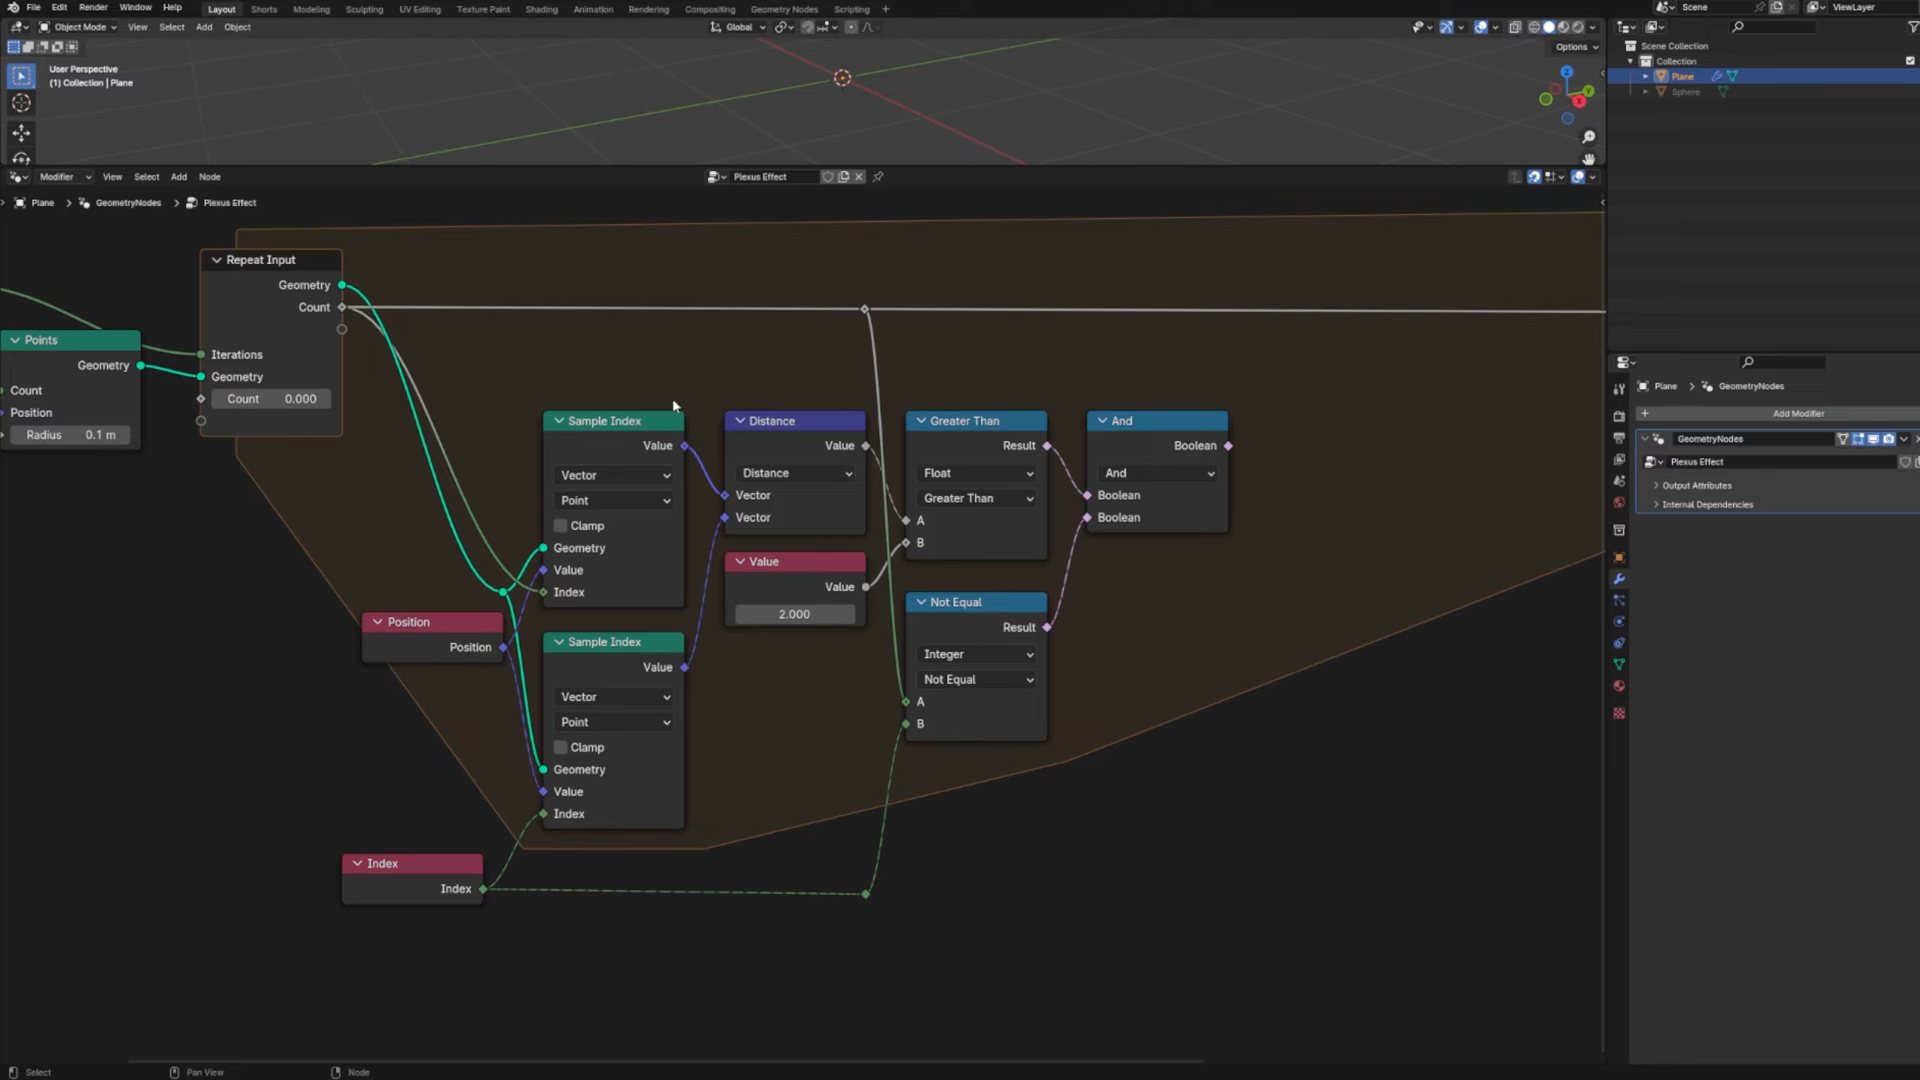 File Edit Render Window Help Layout Shorts Modeling Sculpting UV Editing Texture Paint Shading Animation Rendering Compositing Geometry Nodes Scripting + Scene ViewLayer
Object Mode View Select Add Object Global
Options
User Perspective
(1) Collection | Plane
Z
Y
X
Scene Collection
Collection
Plane
Sphere
Modifier View Select Add Node Plexus Effect
Plane > GeometryNodes > Plexus Effect
Repeat Input
Geometry
Count
Iterations
Geometry
Count 0.000
Points
Geometry
Count
Position
Radius 0.1 m
Sample Index
Value
Vector
Point
Clamp
Geometry
Value
Index
Distance
Value
Distance
Vector
Vector
Value
Value
2.000
Greater Than
Result
Float
Greater Than
A
B
And
Boolean
And
Boolean
Boolean
Not Equal
Result
Integer
Not Equal
A
B
Position
Position
Sample Index
Value
Vector
Point
Clamp
Geometry
Value
Index
Index
Index
Plane > GeometryNodes
+ Add Modifier
GeometryNodes
Plexus Effect
Output Attributes
Internal Dependencies
Select Pan View Node